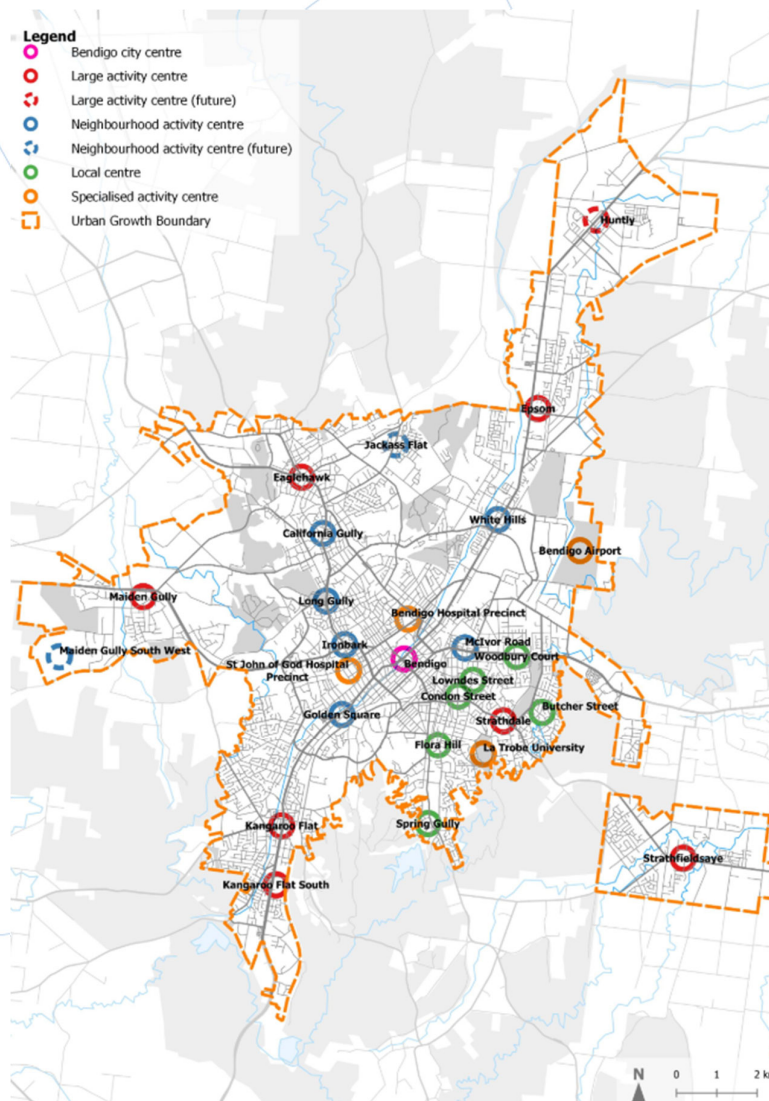 Legend
Bendigo city centre
Large activity centre
Large activity centre (future)
Neighbourhood activity centre
Neighbourhood activity centre (future)
Local centre
Specialised activity centre
Urban Growth Boundary
Huntly
Epsom
Jackass Flat
Eaglehawk
White Hills
California Gully
Bendigo Airport
Maiden Gully
Long Gully
Bendigo Hospital Precinct
Ironbark
McIvor Road
Maiden Gully South West
Woodbury Court
St John of God Hospital
Precinct
Bendigo
Lowndes Street
Condon Street
Butcher Street
Golden Square
Strathdale
Flora Hill
La Trobe University
Kangaroo Flat
Spring Gully
Strathfieldsaye
Kangaroo Flat South
N
0 1 2 k